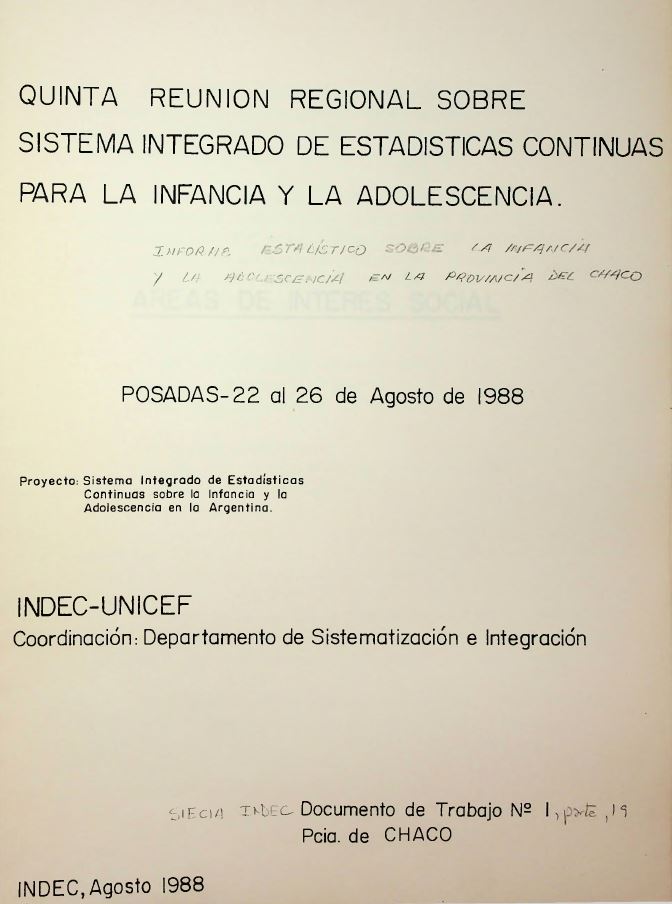 QUINTA REUNION REGIONAL SOBRE
SISTEMA INTEGRADO DE ESTADISTICAS CONTINUAS
PARA LA INFANCIA Y LA ADOLESCENCIA.
INFORME ESTALÍSTICO SOBRE LA INFANCIA
Y LA ADOLESCENCIA EN LA PROVINCIA DEL CHACO
AREAS DE INTERES SOCIAL
POSADAS-22 al 26 de Agosto de 1988
Proyecto: Sistema Integrado de Estadísticas
Continuas sobre la Infancia y la
Adolescencia en la Argentina.
INDEC-UNICEF
Coordinación: Departamento de Sistematización e Integración
SIECIA INDEC Documento de Trabajo Nº 1, parte, 19
Pcia. de CHACO
INDEC, Agosto 1988